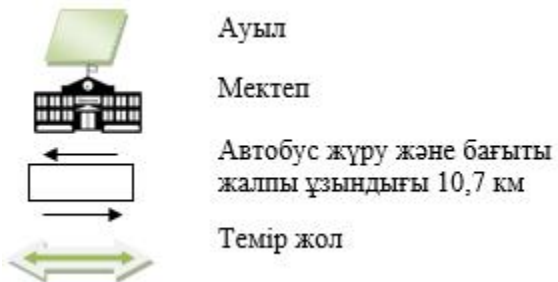 Ауыл
Мектеп
Автобус жүру және бағыты
жалпы ұзындығы 10,7 км
Темір жол